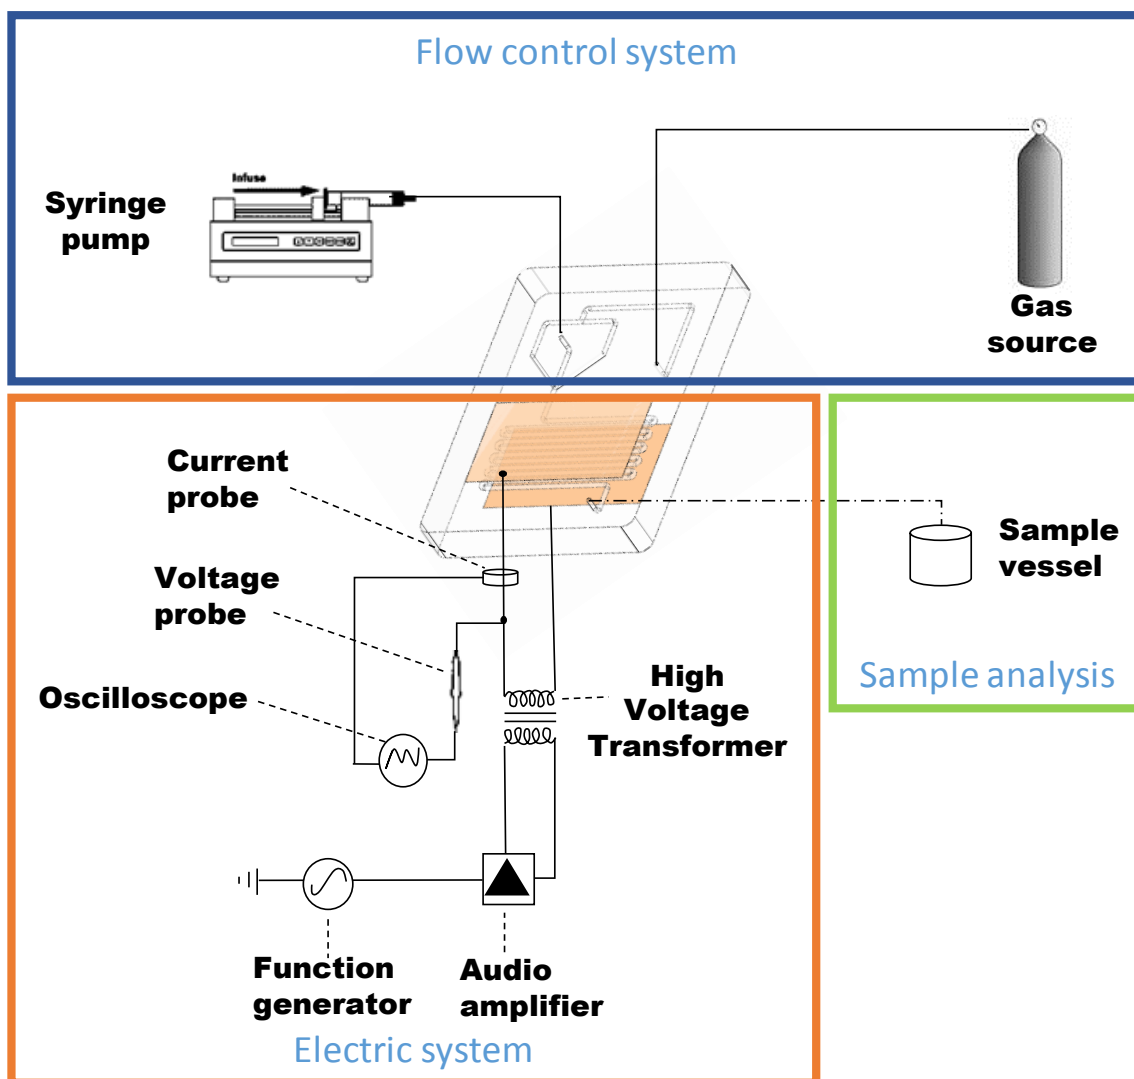 Flow control system
Infuse
Syringe
pump
Gas
source
Current
probe
Voltage
probe
Oscilloscope
High
Voltage
Transformer
Sample
vessel
Sample analysis
Function
generator
Audio
amplifier
Electric system